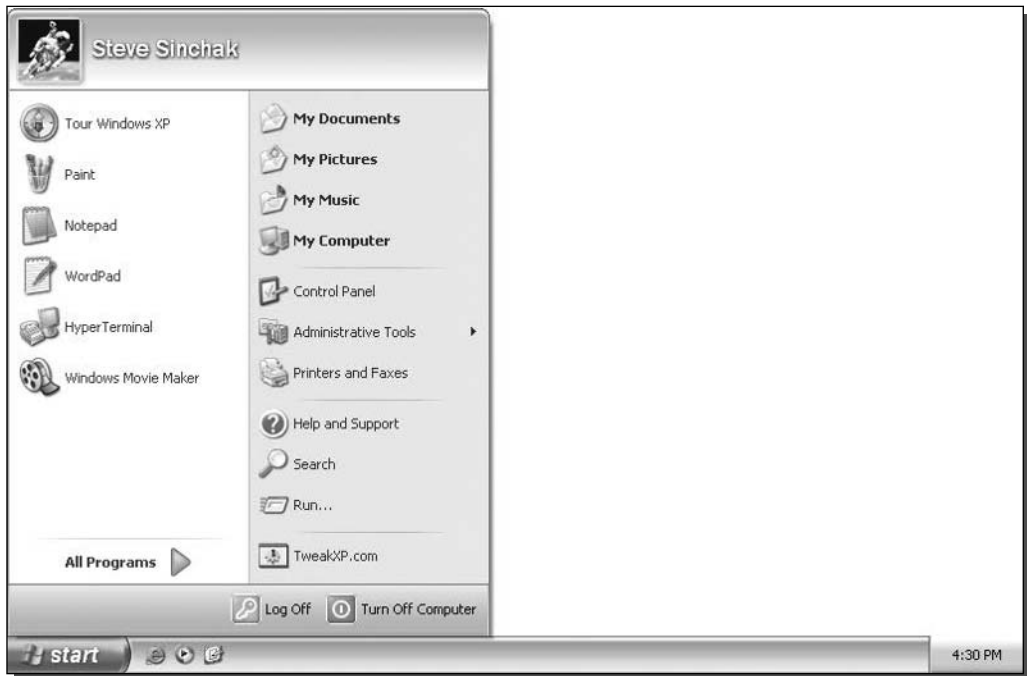 Steve Sinchak
Tour Windows XP
Paint
Notepad
WordPad
HyperTerminal
Windows Movie Maker
All Programs
My Documents
My Pictures
My Music
My Computer
Control Panel
Administrative Tools
Printers and Faxes
Help and Support
Search
Run...
TweakXP.com
Log Off
Turn Off Computer
start
4:30 PM